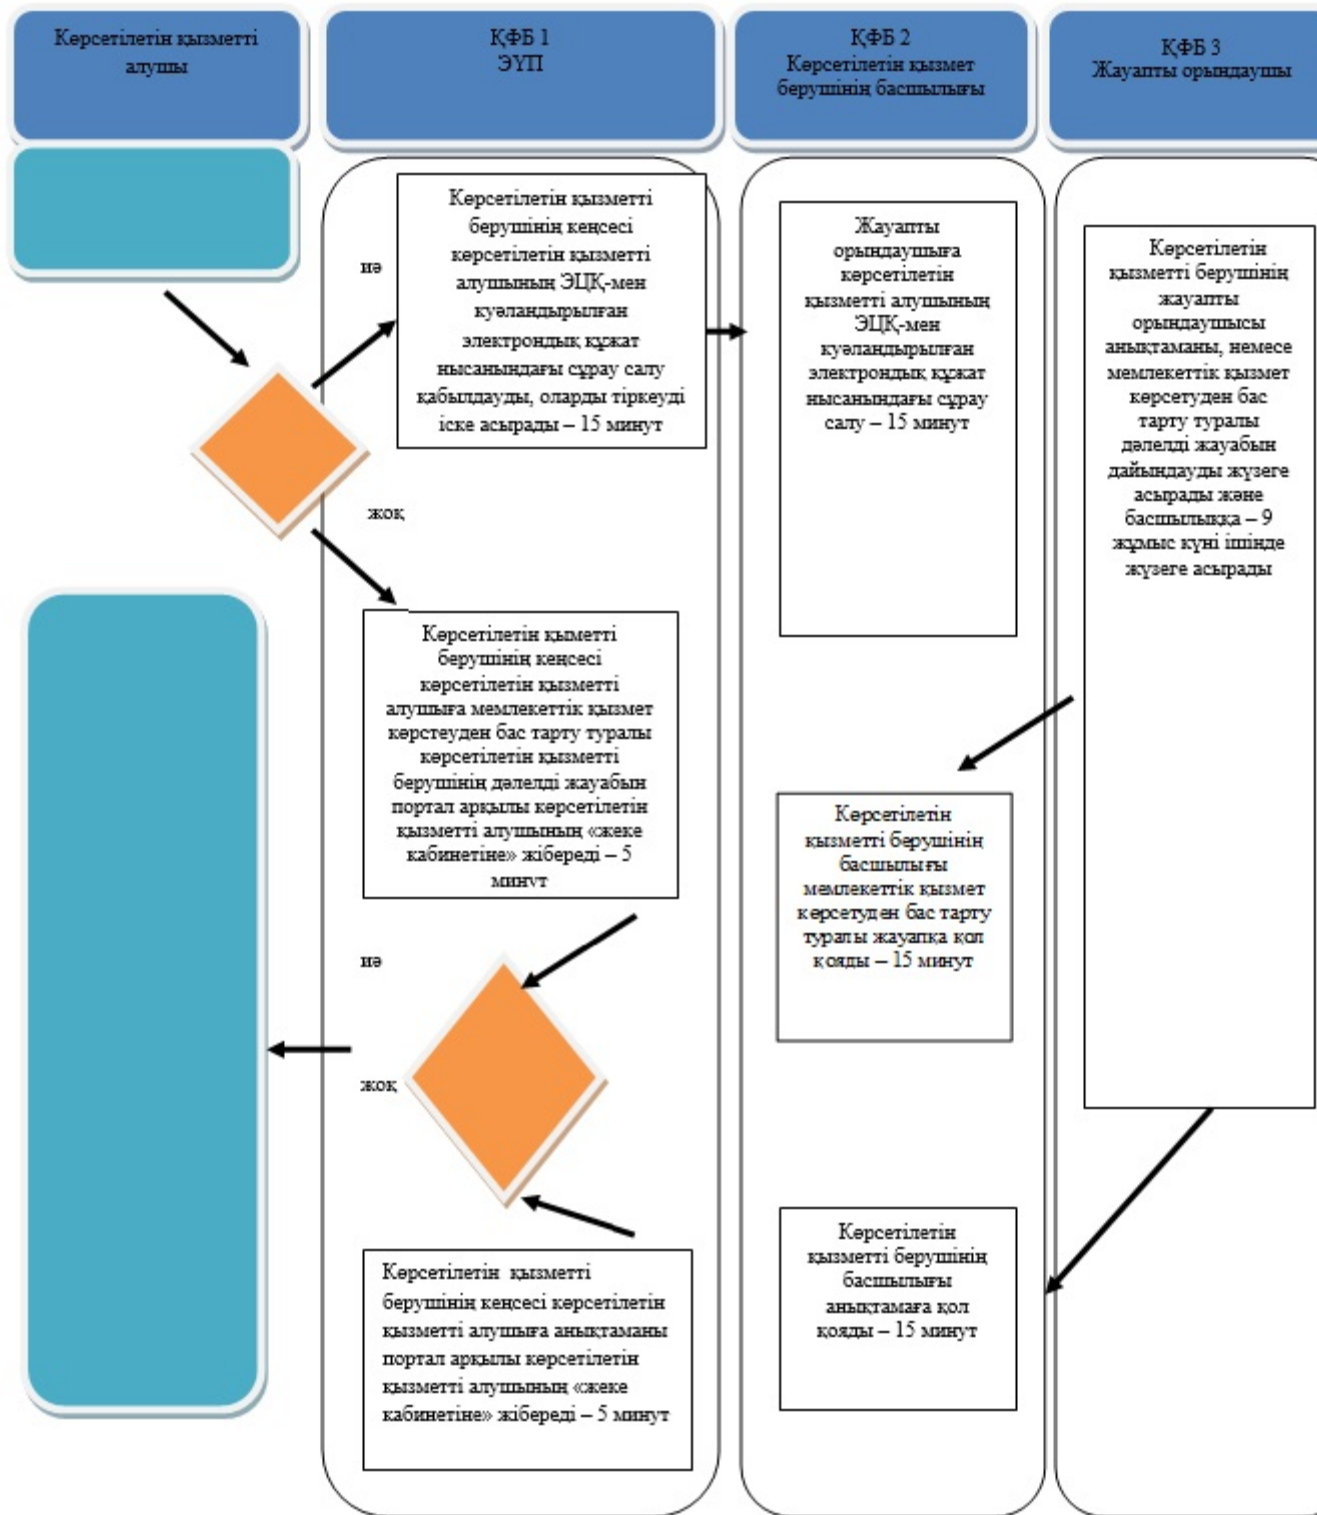 Көрсетілетін қызметті
алушы
ҚФБ 1
ЭҮП
ҚФБ 2
Көрсетілетін қызмет
берушінің басшылығы
ҚФБ 3
Жауапты орындаушы
Көрсетілетін қызметті
берушінің кеңсесі
көрсетілетін қызметті
алушының ЭЦҚ-мен
куәландырылған
электрондық құжат
нысанындағы сұрау салу
қабылдауды, оларды тіркеуді
іске асырады – 15 минут
иә
жоқ
Жауапты
орындаушыға
көрсетілетін
қызметті алушының
ЭЦҚ-мен
куәландырылған
электрондық құжат
нысанындағы сұрау
салу – 15 минут
Көрсетілетін
қызметті берушінің
жауапты
орындаушысы
анықтаманы, немесе
мемлекеттік қызмет
көрсетуден бас
тарту туралы
дәлелді жауабын
дайындауды жүзеге
асырады және
басшылыққа – 9
жұмыс күні ішінде
жүзеге асырады
Көрсетілетін қыметті
берушінің кеңсесі
көрсетілетін қызметті
алушыға мемлекеттік қызмет
көрстеуден бас тарту туралы
көрсетілетін қызметті
берушінің дәлелді жауабын
портал арқылы көрсетілетін
қызметті алушының «жеке
кабинетіне» жібереді – 5
минут
Көрсетілетін
қызметті берушінің
басшылығы
мемлекеттік қызмет
көрсетуден бас тарту
туралы жауапқа қол
қояды – 15 минут
иә
жоқ
Көрсетілетін қызметті
берушінің кеңсесі көрсетілетін
қызметті алушыға анықтаманы
портал арқылы көрсетілетін
қызметті алушының «жеке
кабинетіне» жібереді – 5 минут
Көрсетілетін
қызметті берушінің
басшылығы
анықтамаға қол
қояды – 15 минут